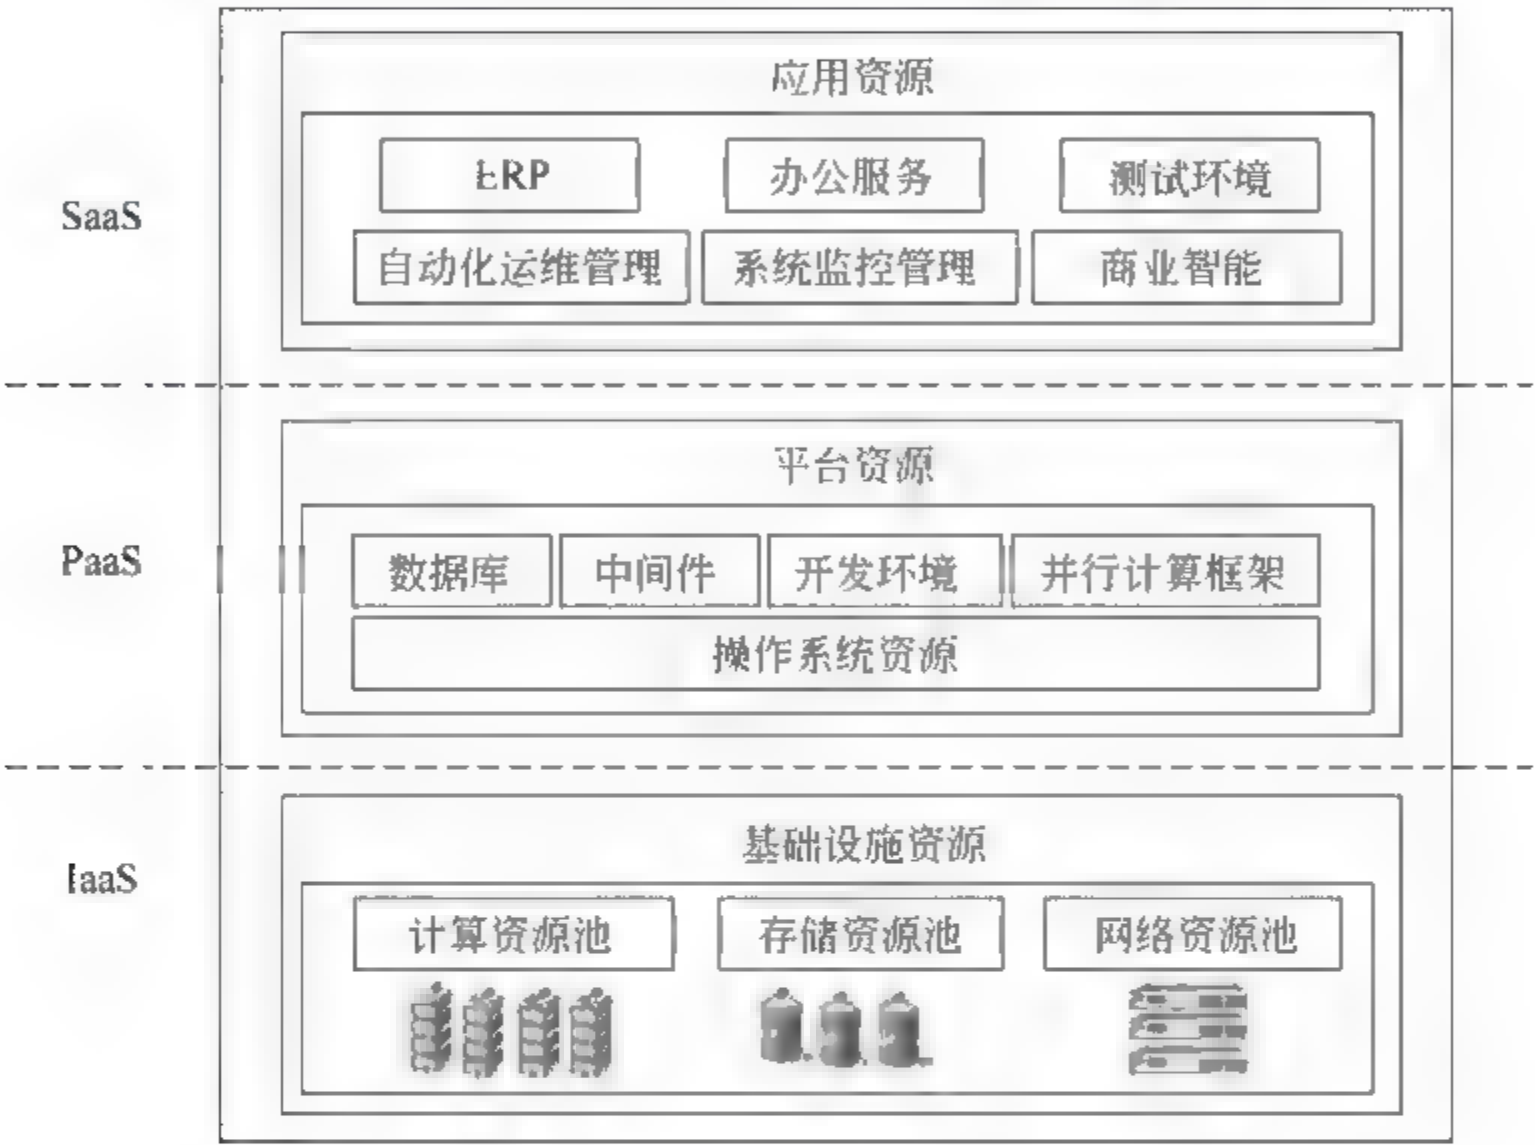 应用资源
ERP 办公服务 测试环境
SaaS
自动化运维管理 系统监控管理 商业智能
平台资源
PaaS
数据库 中间件 开发环境 并行计算框架
操作系统资源
基础设施资源
IaaS
计算资源池 存储资源池 网络资源池